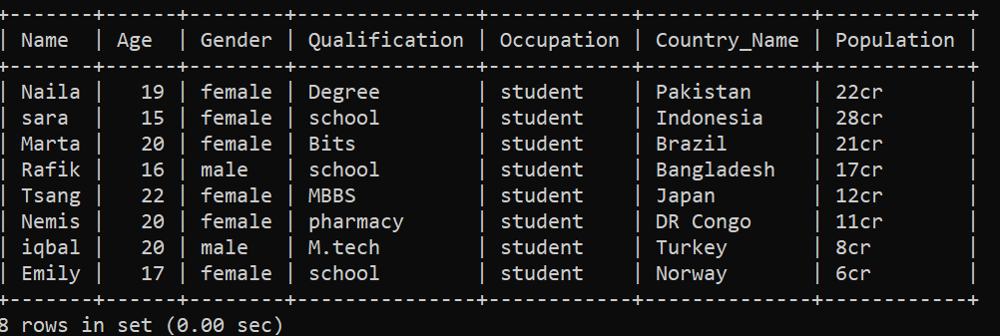 +-------+------+--------+---------------+------------+--------------+------------+
| Name  | Age  | Gender | Qualification | Occupation | Country_Name | Population |
+-------+------+--------+---------------+------------+--------------+------------+
| Naila |   19 | female | Degree        | student    | Pakistan     | 22cr       |
| sara  |   15 | female | school        | student    | Indonesia    | 28cr       |
| Marta |   20 | female | Bits          | student    | Brazil       | 21cr       |
| Rafik |   16 | male   | school        | student    | Bangladesh   | 17cr       |
| Tsang |   22 | female | MBBS          | student    | Japan        | 12cr       |
| Nemis |   20 | female | pharmacy      | student    | DR Congo     | 11cr       |
| iqbal |   20 | male   | M.tech        | student    | Turkey       | 8cr        |
| Emily |   17 | female | school        | student    | Norway       | 6cr        |
+-------+------+--------+---------------+------------+--------------+------------+
8 rows in set (0.00 sec)